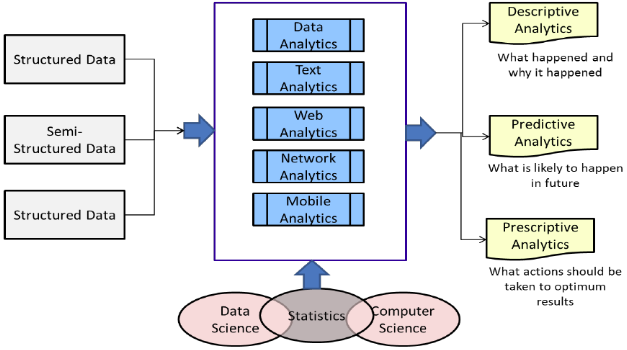 Structured Data
Semi-
Structured Data
Structured Data
Data
Analytics
Text
Analytics
Web
Analytics
Network
Analytics
Mobile
Analytics
Descriptive
Analytics
What happened and
why it happened
Predictive
Analytics
What is likely to happen
in future
Prescriptive
Analytics
What actions should be
taken to optimum
results
Data
Science
Statistics
Computer
Science